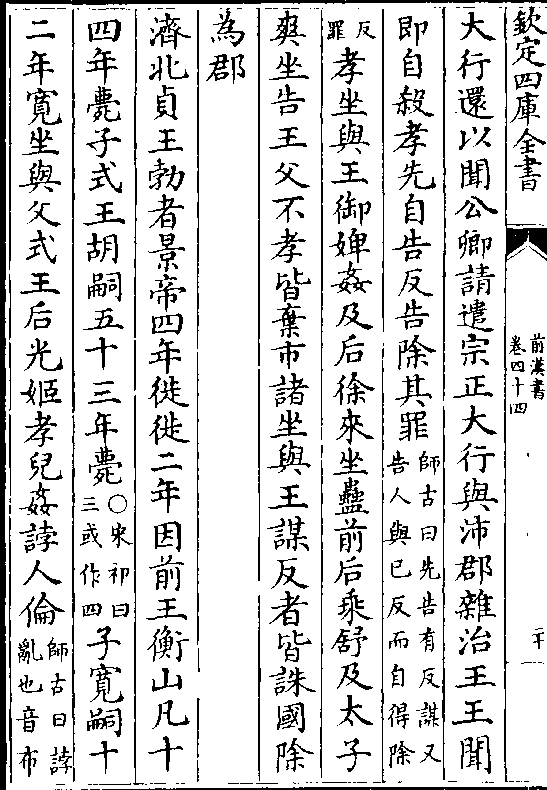 欽定四庫全書
前漢書
卷四十四
二十
大行還以聞公卿請遣宗正大行與沛郡雜治王王聞
即自殺孝先自告反告除其罪師古曰先告有反謀又
告人與已反而自得除
反
罪孝坐與王御婢姦及后徐來坐蠱前后乘舒及太子
爽坐告王父不孝皆棄市諸坐與王謀反者皆誅國除
為郡
濟北貞王勃者景帝四年徙徙二年因前王衡山凡十
四年薨子式王胡嗣五十三年薨○宋祁曰
三或作四子寛嗣十
二年寛坐與父式王后光姬孝兒姦誖人倫師古曰誖
亂也音布